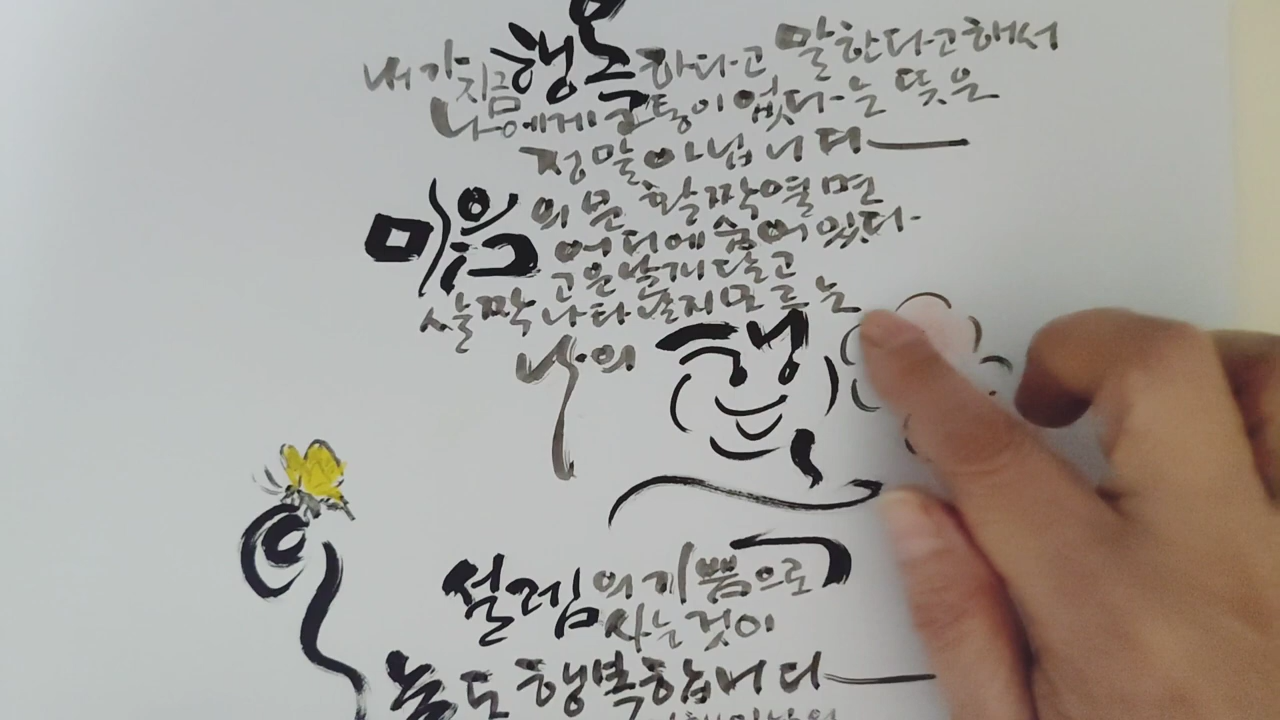 내가 지금 행복하다고 말한다고 해서
나에게 고통이 없다는 뜻은
정말 아닙니다
마음의 문 활짝 열면
어디에 숨어 있다
고운 날개 달고
살짝 나타날지 모르는
나의 행복
설레임의 기쁨으로
사는 것이
늘 도 행복합니다